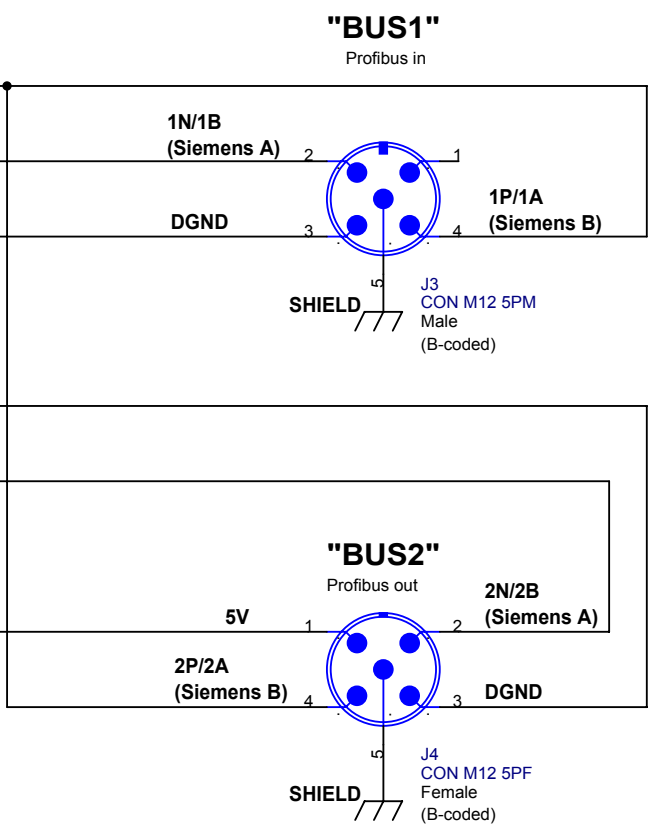 "BUS1"
Profibus in
1N/1B
(Siemens A)
2
1
1P/1A
(Siemens B)
DGND
3
4
5
SHIELD
J3
CON M12 5PM
Male
(B-coded)
"BUS2"
Profibus out
2N/2B
(Siemens A)
5V
1
2
2P/2A
(Siemens B)
4
3
DGND
5
SHIELD
J4
CON M12 5PF
Female
(B-coded)